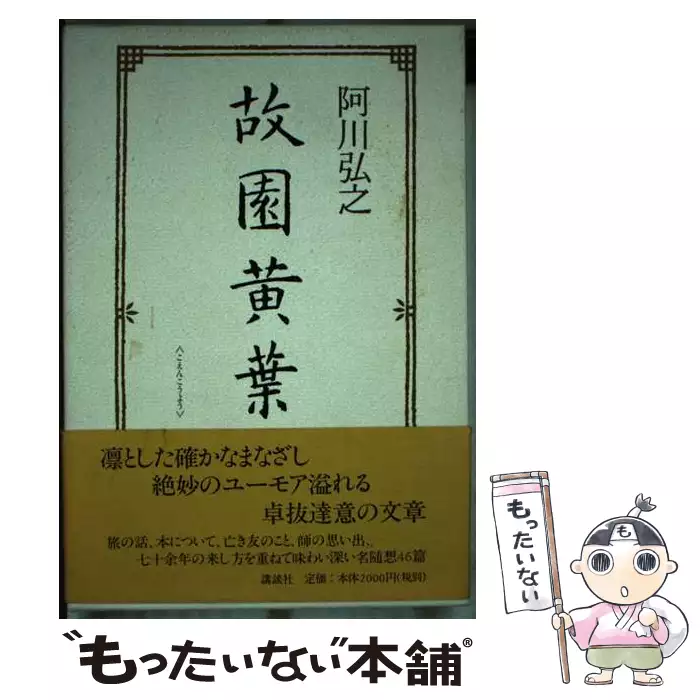 阿川弘之
故園黄葉
〈こえんこうよう〉
凛とした確かなまなざし
絶妙のユーモア溢れる
卓抜達意の文章
旅の話、本について、亡き友のこと、師の思い出、。
七十余年の来し方を重ねて味わい深い名随想46篇
講談社 定価:本体2000円(税別)
もったいない
も
“もったいない”本舗®